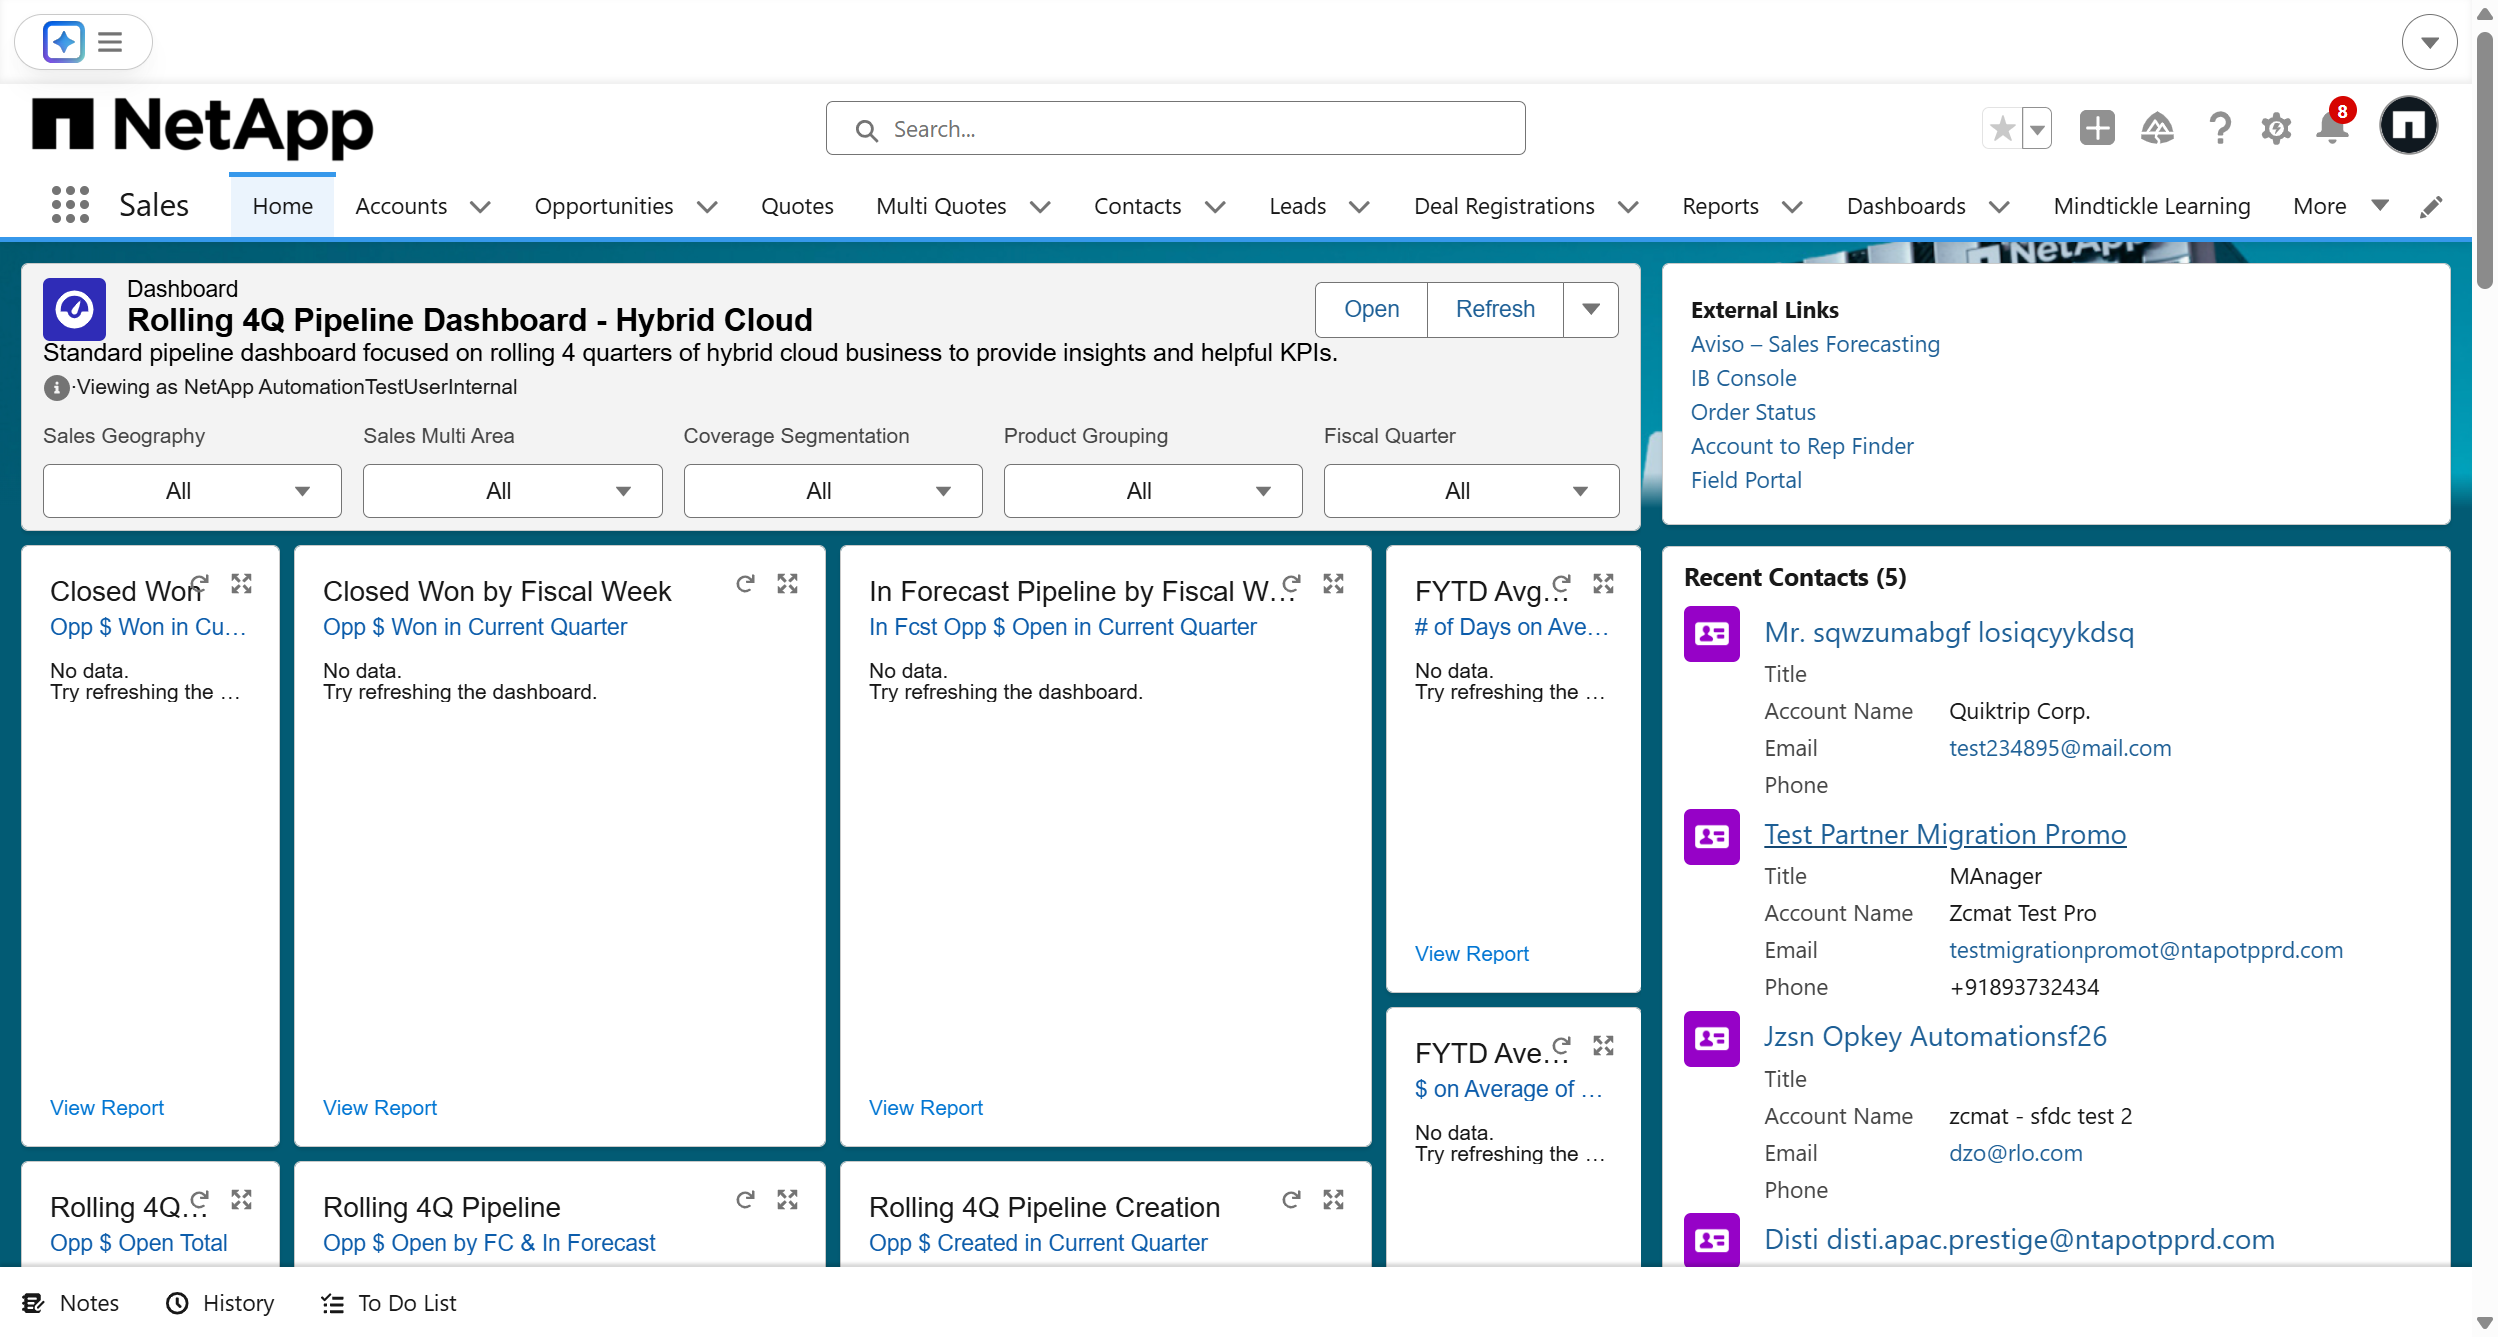 NetApp
Search...
8
Sales
Home
Accounts
Opportunities
Quotes
Multi Quotes
Contacts
Leads
Deal Registrations
Reports
Dashboards
Mindtickle Learning
More
NetApp
Dashboard
Rolling 4Q Pipeline Dashboard - Hybrid Cloud
Open
Refresh
Standard pipeline dashboard focused on rolling 4 quarters of hybrid cloud business to provide insights and helpful KPIs.
·Viewing as NetApp AutomationTestUserInternal
Sales Geography
Sales Multi Area
Coverage Segmentation
Product Grouping
Fiscal Quarter
All
All
All
All
All
External Links
Aviso – Sales Forecasting
IB Console
Order Status
Account to Rep Finder
Field Portal
Closed Won
Opp $ Won in Cu…
No data.
Try refreshing the …
View Report
Closed Won by Fiscal Week
Opp $ Won in Current Quarter
No data.
Try refreshing the dashboard.
View Report
In Forecast Pipeline by Fiscal W…
In Fcst Opp $ Open in Current Quarter
No data.
Try refreshing the dashboard.
View Report
FYTD Avg…
# of Days on Ave…
No data.
Try refreshing the …
View Report
FYTD Ave…
$ on Average of …
No data.
Try refreshing the …
Rolling 4Q…
Opp $ Open Total
Rolling 4Q Pipeline
Opp $ Open by FC & In Forecast
Rolling 4Q Pipeline Creation
Opp $ Created in Current Quarter
Recent Contacts (5)
Mr. sqwzumabgf losiqcyykdsq
Title
Account Name Quiktrip Corp.
Email test234895@mail.com
Phone
Test Partner Migration Promo
Title MAnager
Account Name Zcmat Test Pro
Email testmigrationpromot@ntapotpprd.com
Phone +91893732434
Jzsn Opkey Automationsf26
Title
Account Name zcmat - sfdc test 2
Email dzo@rlo.com
Phone
Disti disti.apac.prestige@ntapotpprd.com
Notes
History
To Do List